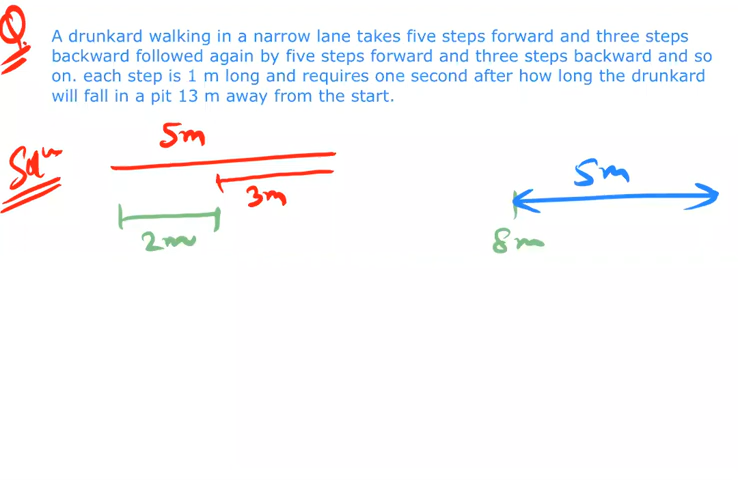 Q.
A drunkard walking in a narrow lane takes five steps forward and three steps
backward followed again by five steps forward and three steps backward and so
on. each step is 1 m long and requires one second after how long the drunkard
will fall in a pit 13 m away from the start.
5m
Solⁿ
3m
5m
2m
8m